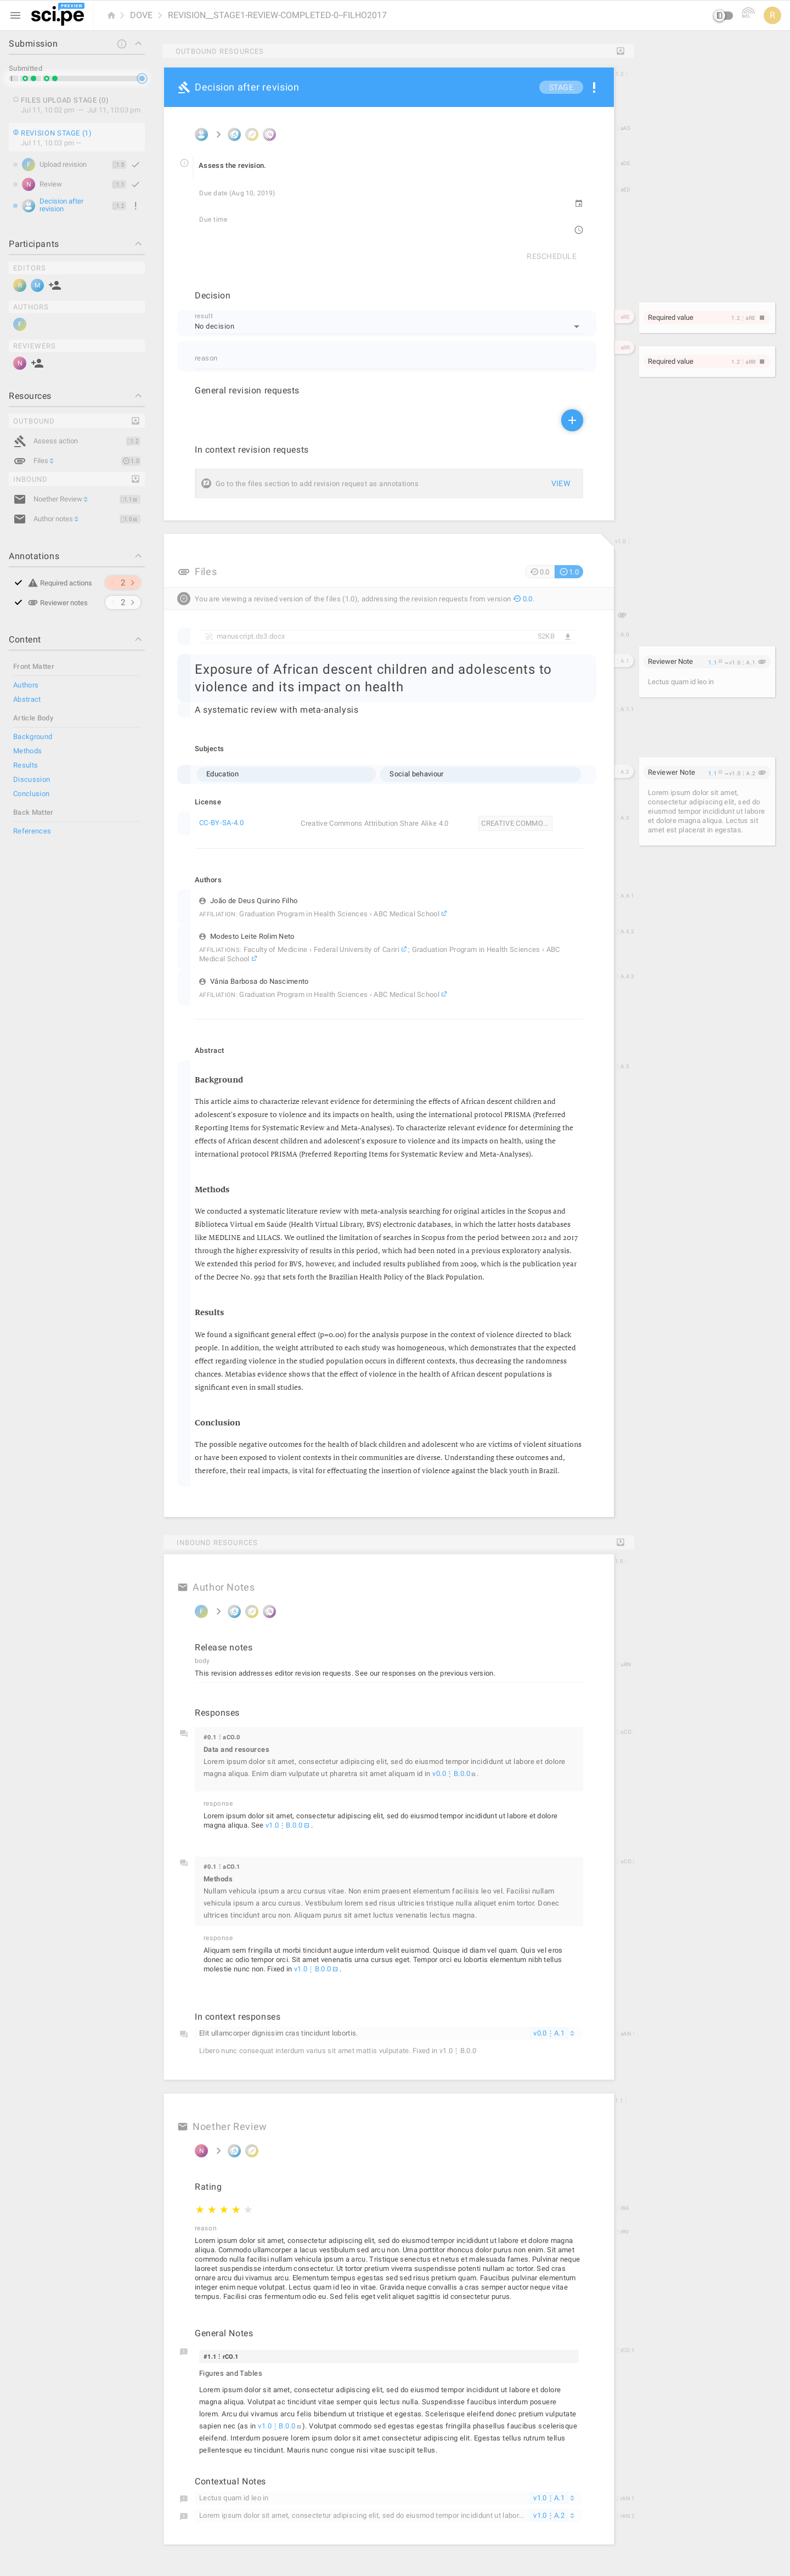 PREVIEW
sci.pe
DOVE
REVISION__STAGE1-REVIEW-COMPLETED-0--FILHO2017
R
Submission
Submitted
FILES UPLOAD STAGE (0)
Jul 11, 10:02 pm — Jul 11, 10:03 pm
REVISION STAGE (1)
Jul 11, 10:03 pm —
F
Upload revision
1.0
N
Review
1.1
Decision after
revision
1.2
Participants
EDITORS
R
M
AUTHORS
F
REVIEWERS
N
Resources
OUTBOUND
Assess action
1.2
Files
1.0
INBOUND
Noether Review
1.1
Author notes
1.0
Annotations
Required actions
2
Reviewer notes
2
Content
Front Matter
Authors
Abstract
Article Body
Background
Methods
Results
Discussion
Conclusion
Back Matter
References
OUTBOUND RESOURCES
Decision after revision
STAGE
Assess the revision.
Due date (Aug 10, 2019)
Due time
RESCHEDULE
Decision
result
No decision
reason
General revision requests
In context revision requests
Go to the files section to add revision request as annotations
VIEW
Required value
1.2⋮aRE
Required value
1.2⋮aRR
Files
0.0
1.0
You are viewing a revised version of the files (1.0), addressing the revision requests from version 0.0.
manuscript.ds3.docx
52KB
Exposure of African descent children and adolescents to
violence and its impact on health
A systematic review with meta-analysis
Subjects
Education
Social behaviour
License
CC-BY-SA-4.0
Creative Commons Attribution Share Alike 4.0
CREATIVE COMMO...
Reviewer Note
1.1 → v1.0⋮A.1
Lectus quam id leo in
Reviewer Note
1.1 → v1.0⋮A.2
Lorem ipsum dolor sit amet,
consectetur adipiscing elit, sed do
eiusmod tempor incididunt ut labore
et dolore magna aliqua. Lectus sit
amet est placerat in egestas.
Authors
João de Deus Quirino Filho
AFFILIATION: Graduation Program in Health Sciences › ABC Medical School
Modesto Leite Rolim Neto
AFFILIATIONS: Faculty of Medicine › Federal University of Cariri ; Graduation Program in Health Sciences › ABC
Medical School
Vânia Barbosa do Nascimento
AFFILIATION: Graduation Program in Health Sciences › ABC Medical School
Abstract
Background
This article aims to characterize relevant evidence for determining the effects of African descent children and
adolescent's exposure to violence and its impacts on health, using the international protocol PRISMA (Preferred
Reporting Items for Systematic Review and Meta-Analyses). To characterize relevant evidence for determining the
effects of African descent children and adolescent's exposure to violence and its impacts on health, using the
international protocol PRISMA (Preferred Reporting Items for Systematic Review and Meta-Analyses).
Methods
We conducted a systematic literature review with meta-analysis searching for original articles in the Scopus and
Biblioteca Virtual em Saúde (Health Virtual Library, BVS) electronic databases, in which the latter hosts databases
like MEDLINE and LILACS. We outlined the limitation of searches in Scopus from the period between 2012 and 2017
through the higher expressivity of results in this period, which had been noted in a previous exploratory analysis.
We extended this period for BVS, however, and included results published from 2009, which is the publication year
of the Decree No. 992 that sets forth the Brazilian Health Policy of the Black Population.
Results
We found a significant general effect (p=0.00) for the analysis purpose in the context of violence directed to black
people. In addition, the weight attributed to each study was homogeneous, which demonstrates that the expected
effect regarding violence in the studied population occurs in different contexts, thus decreasing the randomness
chances. Metabias evidence shows that the effect of violence in the health of African descent populations is
significant even in small studies.
Conclusion
The possible negative outcomes for the health of black children and adolescent who are victims of violent situations
or have been exposed to violent contexts in their communities are diverse. Understanding these outcomes and,
therefore, their real impacts, is vital for effectuating the insertion of violence against the black youth in Brazil.
INBOUND RESOURCES
Author Notes
F
Release notes
body
This revision addresses editor revision requests. See our responses on the previous version.
Responses
#0.1⋮aCO.0
Data and resources
Lorem ipsum dolor sit amet, consectetur adipiscing elit, sed do eiusmod tempor incididunt ut labore et dolore
magna aliqua. Enim diam vulputate ut pharetra sit amet aliquam id in v0.0⋮B.0.0 .
response
Lorem ipsum dolor sit amet, consectetur adipiscing elit, sed do eiusmod tempor incididunt ut labore et dolore
magna aliqua. See v1.0⋮B.0.0 .
#0.1⋮aCO.1
Methods
Nullam vehicula ipsum a arcu cursus vitae. Non enim praesent elementum facilisis leo vel. Facilisi nullam
vehicula ipsum a arcu cursus. Vestibulum lorem sed risus ultricies tristique nulla aliquet enim tortor. Donec
ultrices tincidunt arcu non. Aliquam purus sit amet luctus venenatis lectus magna.
response
Aliquam sem fringilla ut morbi tincidunt augue interdum velit euismod. Quisque id diam vel quam. Quis vel eros
donec ac odio tempor orci. Sit amet venenatis urna cursus eget. Tempor orci eu lobortis elementum nibh tellus
molestie nunc non. Fixed in v1.0⋮B.0.0 .
In context responses
Elit ullamcorper dignissim cras tincidunt lobortis.
v0.0⋮A.1
Libero nunc consequat interdum varius sit amet mattis vulputate. Fixed in v1.0⋮B.0.0
Noether Review
N
Rating
reason
Lorem ipsum dolor sit amet, consectetur adipiscing elit, sed do eiusmod tempor incididunt ut labore et dolore magna
aliqua. Commodo ullamcorper a lacus vestibulum sed arcu non. Urna porttitor rhoncus dolor purus non enim. Sit amet
commodo nulla facilisi nullam vehicula ipsum a arcu. Tristique senectus et netus et malesuada fames. Pulvinar neque
laoreet suspendisse interdum consectetur. Ut tortor pretium viverra suspendisse potenti nullam ac tortor. Sed cras
ornare arcu dui vivamus arcu. Elementum tempus egestas sed sed risus pretium quam. Faucibus pulvinar elementum
integer enim neque volutpat. Lectus quam id leo in vitae. Gravida neque convallis a cras semper auctor neque vitae
tempus. Facilisi cras fermentum odio eu. Sed felis eget velit aliquet sagittis id consectetur purus.
General Notes
#1.1⋮rCO.1
Figures and Tables
Lorem ipsum dolor sit amet, consectetur adipiscing elit, sed do eiusmod tempor incididunt ut labore et dolore
magna aliqua. Volutpat ac tincidunt vitae semper quis lectus nulla. Suspendisse faucibus interdum posuere
lorem. Arcu dui vivamus arcu felis bibendum ut tristique et egestas. Scelerisque eleifend donec pretium vulputate
sapien nec (as in v1.0⋮B.0.0 ). Volutpat commodo sed egestas egestas fringilla phasellus faucibus scelerisque
eleifend. Interdum posuere lorem ipsum dolor sit amet consectetur adipiscing elit. Egestas tellus rutrum tellus
pellentesque eu tincidunt. Mauris nunc congue nisi vitae suscipit tellus.
Contextual Notes
Lectus quam id leo in
v1.0⋮A.1
Lorem ipsum dolor sit amet, consectetur adipiscing elit, sed do eiusmod tempor incididunt ut labor...
v1.0⋮A.2